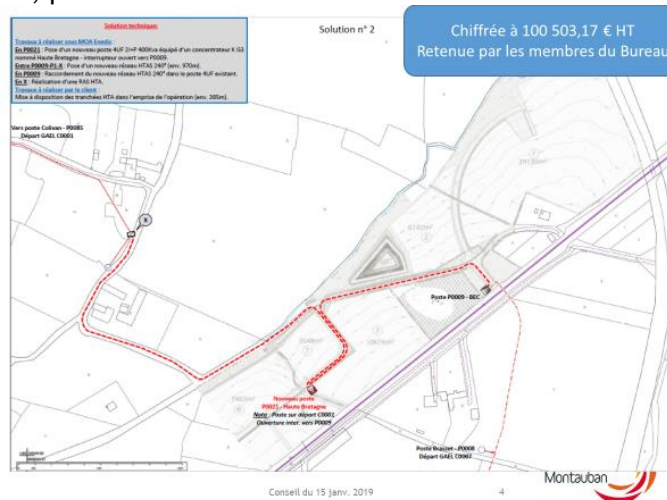 Solution n° 2
Chiffrée à 100 503,17 € HT
Retenue par les membres du Bureau
Solution technique:
Travaux à réaliser sous MOA Enedis :
En P0021 : Pose d'un nouveau poste 4UF 2I+P 400Kva équipé d'un concentrateur K G3
nommé Haute Bretagne - interrupteur ouvert vers P0009.
Entre P0009-P1-X : Pose d'un nouveau réseau HTAS 240² (env. 970m).
En P0009 : Raccordement du nouveau réseau HTAS 240² dans le poste 4UF existant.
En X : Réalisation d'une RAS HTA.
Travaux à réaliser par le client :
Mise à disposition des tranchées HTA dans l'emprise de l'opération (env. 395m).
Vers poste Colivan - P0085
Départ GAEL C0001
X
Poste P0009 - BEC
Nouveau poste
P0021 - Haute Bretagne
Nota : Poste sur départ C0001
Ouverture inter. vers P0009
Poste Brasset - P0008
Départ GAEL C0002
Conseil du 15 janv. 2019
4
Montauban